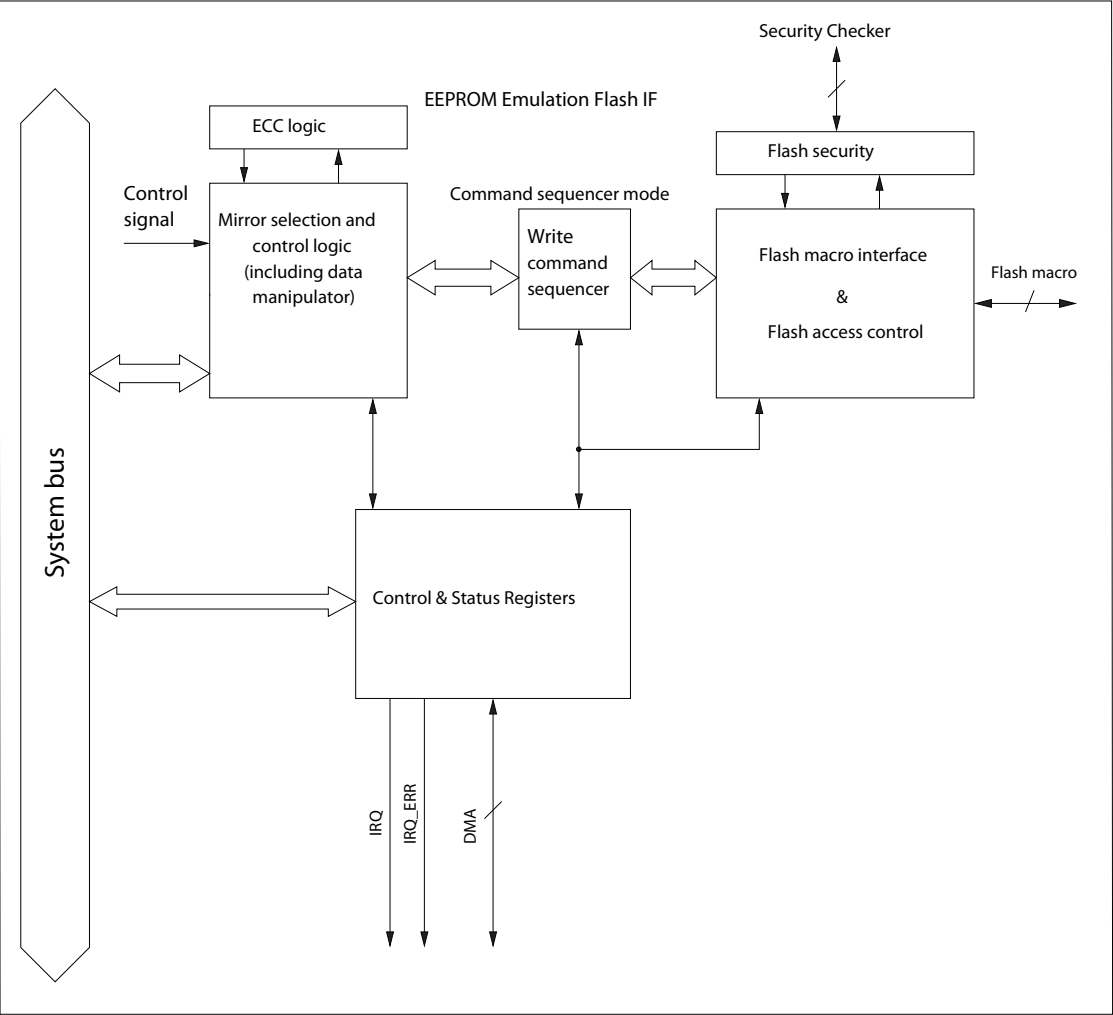 Security Checker
EEPROM Emulation Flash IF
ECC logic
Flash security
Control
signal
Command sequencer mode
Mirror selection and
control logic
(including data
manipulator)
Write
command
sequencer
Flash macro interface
&
Flash access control
Flash macro
System bus
Control & Status Registers
IRQ
IRQ_ERR
DMA